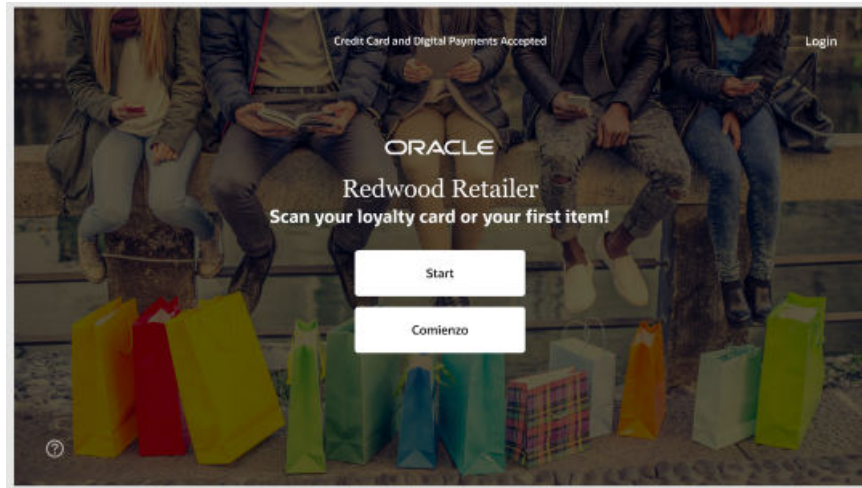 Credit Card and Digital Payments Accepted
Login
ORACLE
Redwood Retailer
Scan your loyalty card or your first item!
Start
Comienzo
?